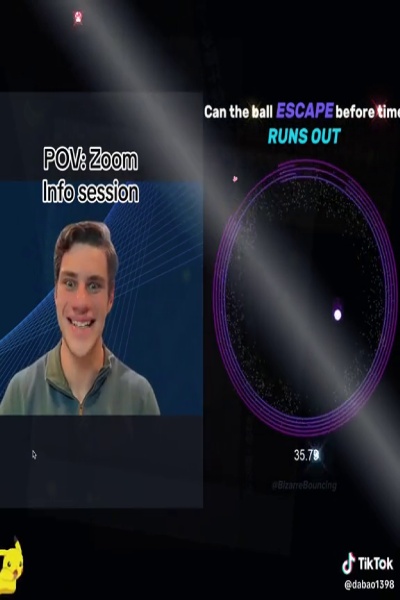 Can the ball ESCAPE before time
RUNS OUT
POV: Zoom
Info session
35.79
#BizarreBouncing
TikTok
@dabao1398